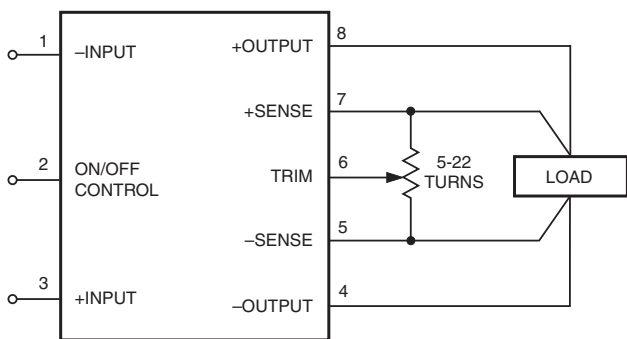 1
–INPUT
2
ON/OFF
CONTROL
3
+INPUT
+OUTPUT
8
+SENSE
7
TRIM
6
–SENSE
5
–OUTPUT
4
5-22
TURNS
LOAD